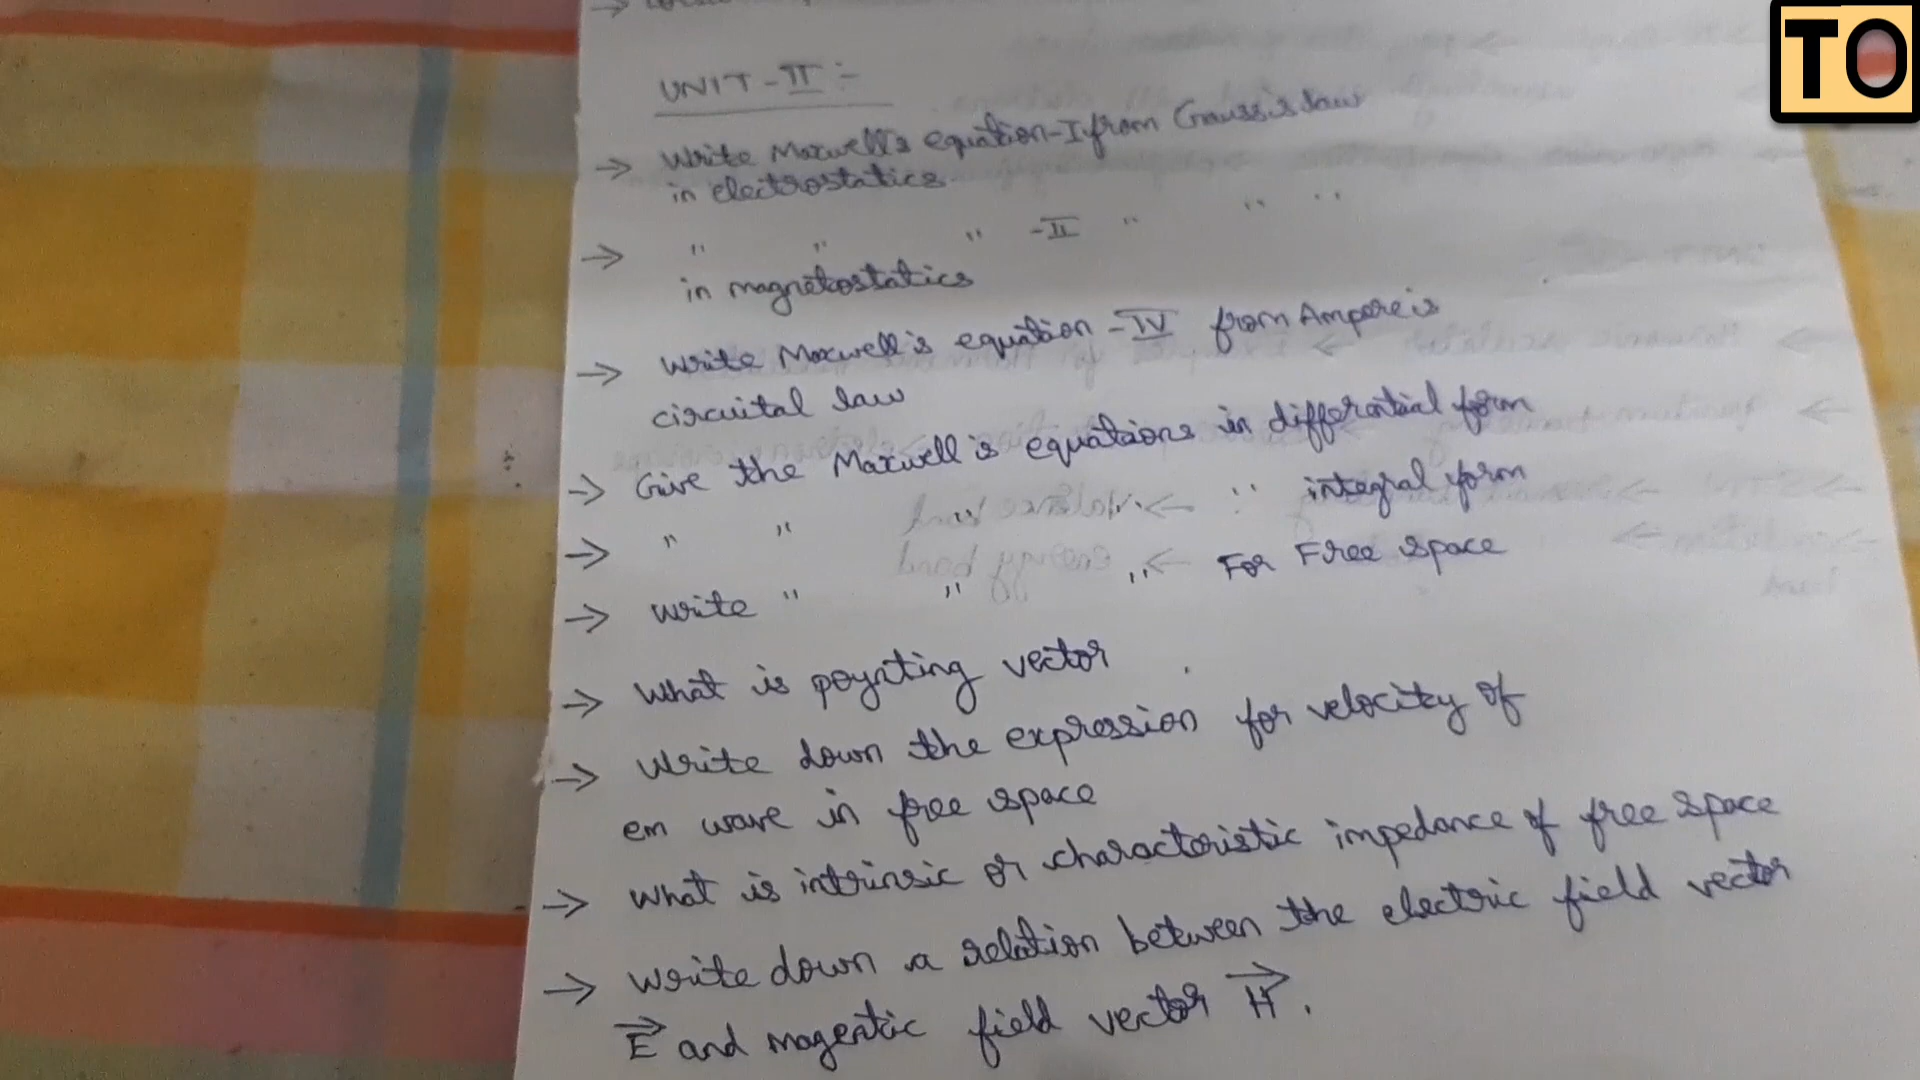 TO
UNIT-II :-
→ Write Maxwell's equation-I from Gauss's law
in electrostatics.
→ " " " -II " " "
in magnetostatics
→ write Maxwell's equation -IV from Ampere's
circuital law
→ Give the Maxwell's equations in differential form
→ " " " " integral form
→ write " " " For Free space
→ What is poynting vector
→ Write down the expression for velocity of
em wave in free space
→ What is intrinsic or characteristic impedance of free space
→ write down a relation between the electric field vector
E⃗ and magentic field vector H⃗.